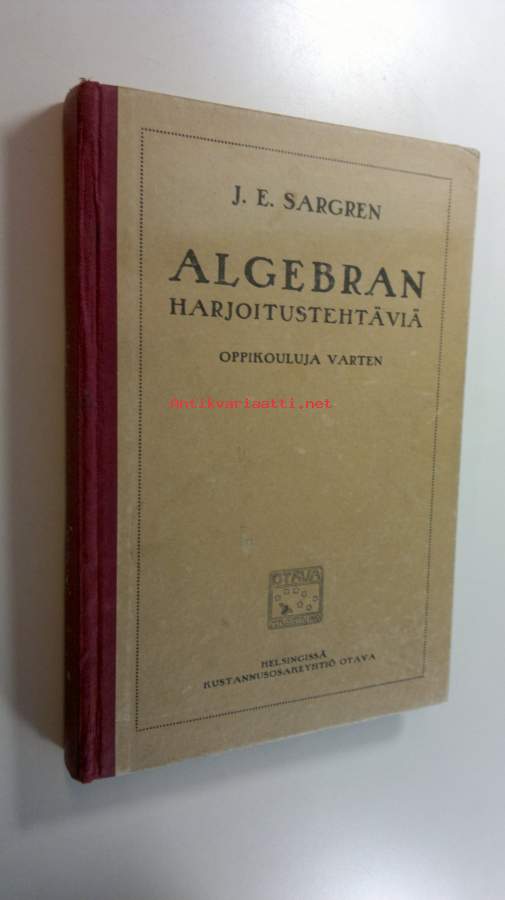 J. E. SARGREN
ALGEBRAN
HARJOITUSTEHTÄVIÄ
OPPIKOULUJA VARTEN
Antikvariaatti.net
OTAVA
HELSINGISSÄ
KUSTANNUSOSAKEYHTIÖ OTAVA